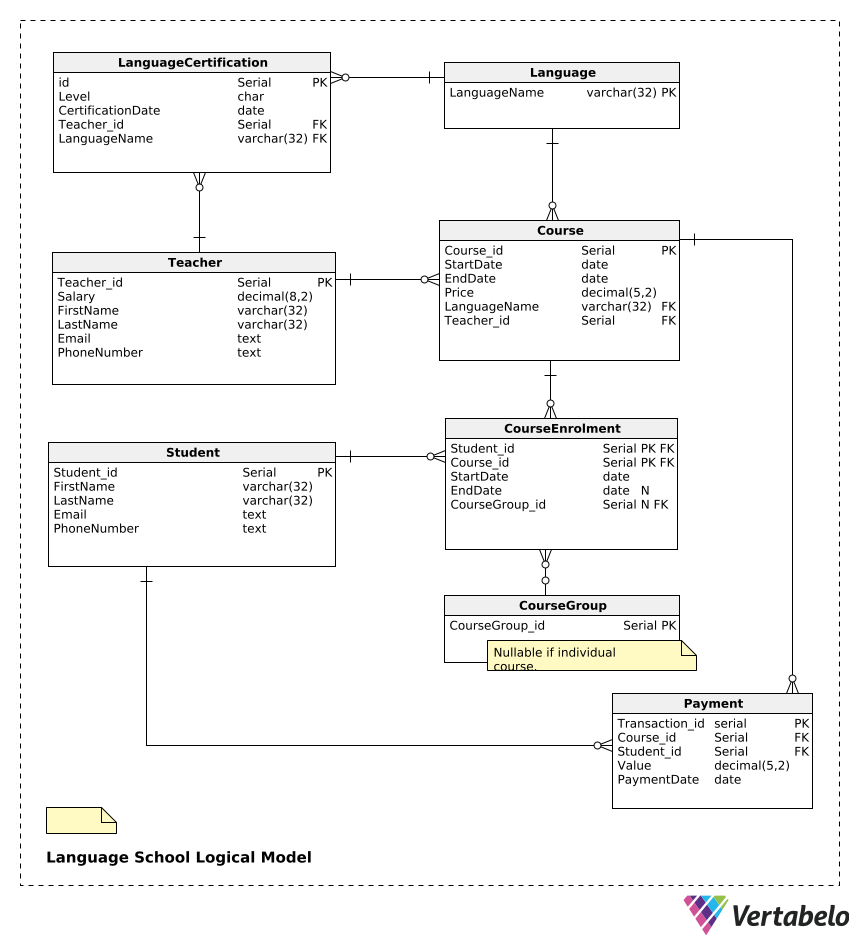 LanguageCertification
id Serial PK
Level char
CertificationDate date
Teacher_id Serial FK
LanguageName varchar(32) FK
Language
LanguageName varchar(32) PK
Teacher
Teacher_id Serial PK
Salary decimal(8,2)
FirstName varchar(32)
LastName varchar(32)
Email text
PhoneNumber text
Course
Course_id Serial PK
StartDate date
EndDate date
Price decimal(5,2)
LanguageName varchar(32) FK
Teacher_id Serial FK
Student
Student_id Serial PK
FirstName varchar(32)
LastName varchar(32)
Email text
PhoneNumber text
CourseEnrolment
Student_id Serial PK FK
Course_id Serial PK FK
StartDate date
EndDate date N
CourseGroup_id Serial N FK
CourseGroup
CourseGroup_id Serial PK
Nullable if individual
course.
Payment
Transaction_id serial PK
Course_id Serial FK
Student_id Serial FK
Value decimal(5,2)
PaymentDate date
Language School Logical Model
Vertabelo